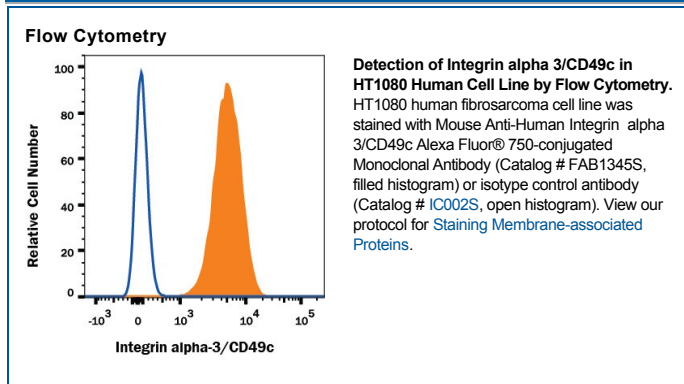 Flow Cytometry
100
80
60
40
20
0
Relative Cell Number
-10³ 0 10³ 10⁴ 10⁵
Integrin alpha-3/CD49c
Detection of Integrin alpha 3/CD49c in
HT1080 Human Cell Line by Flow Cytometry.
HT1080 human fibrosarcoma cell line was
stained with Mouse Anti-Human Integrin alpha
3/CD49c Alexa Fluor® 750-conjugated
Monoclonal Antibody (Catalog # FAB1345S,
filled histogram) or isotype control antibody
(Catalog # IC002S, open histogram). View our
protocol for Staining Membrane-associated
Proteins.